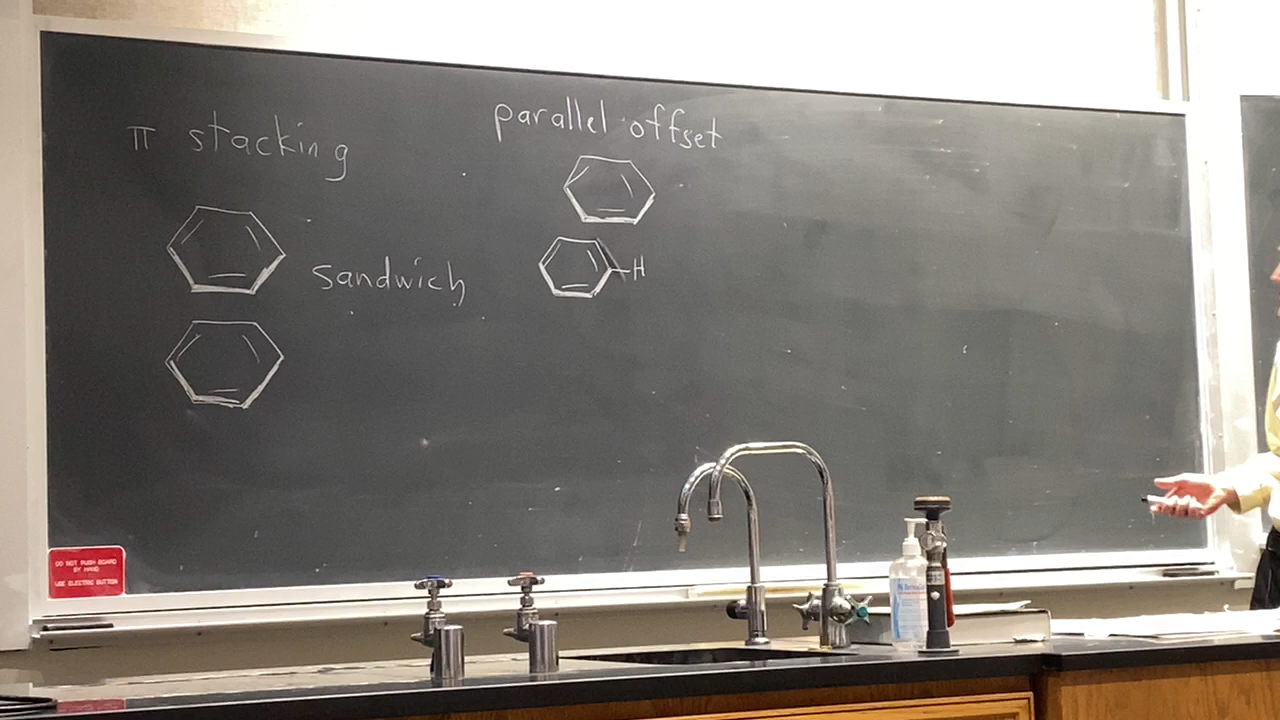 π stacking
parallel offset
sandwich
H
DO NOT PUSH BOARD
BY HAND
USE ELECTRIC BUTTON